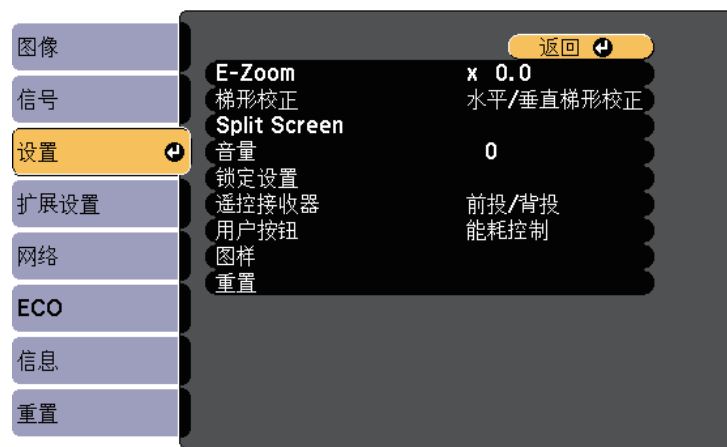 图像
信号
设置
扩展设置
网络
ECO
信息
重置
返回
E-Zoom x 0.0
梯形校正 水平/垂直梯形校正
Split Screen
音量 0
锁定设置
遥控接收器 前投/背投
用户按钮 能耗控制
图样
重置